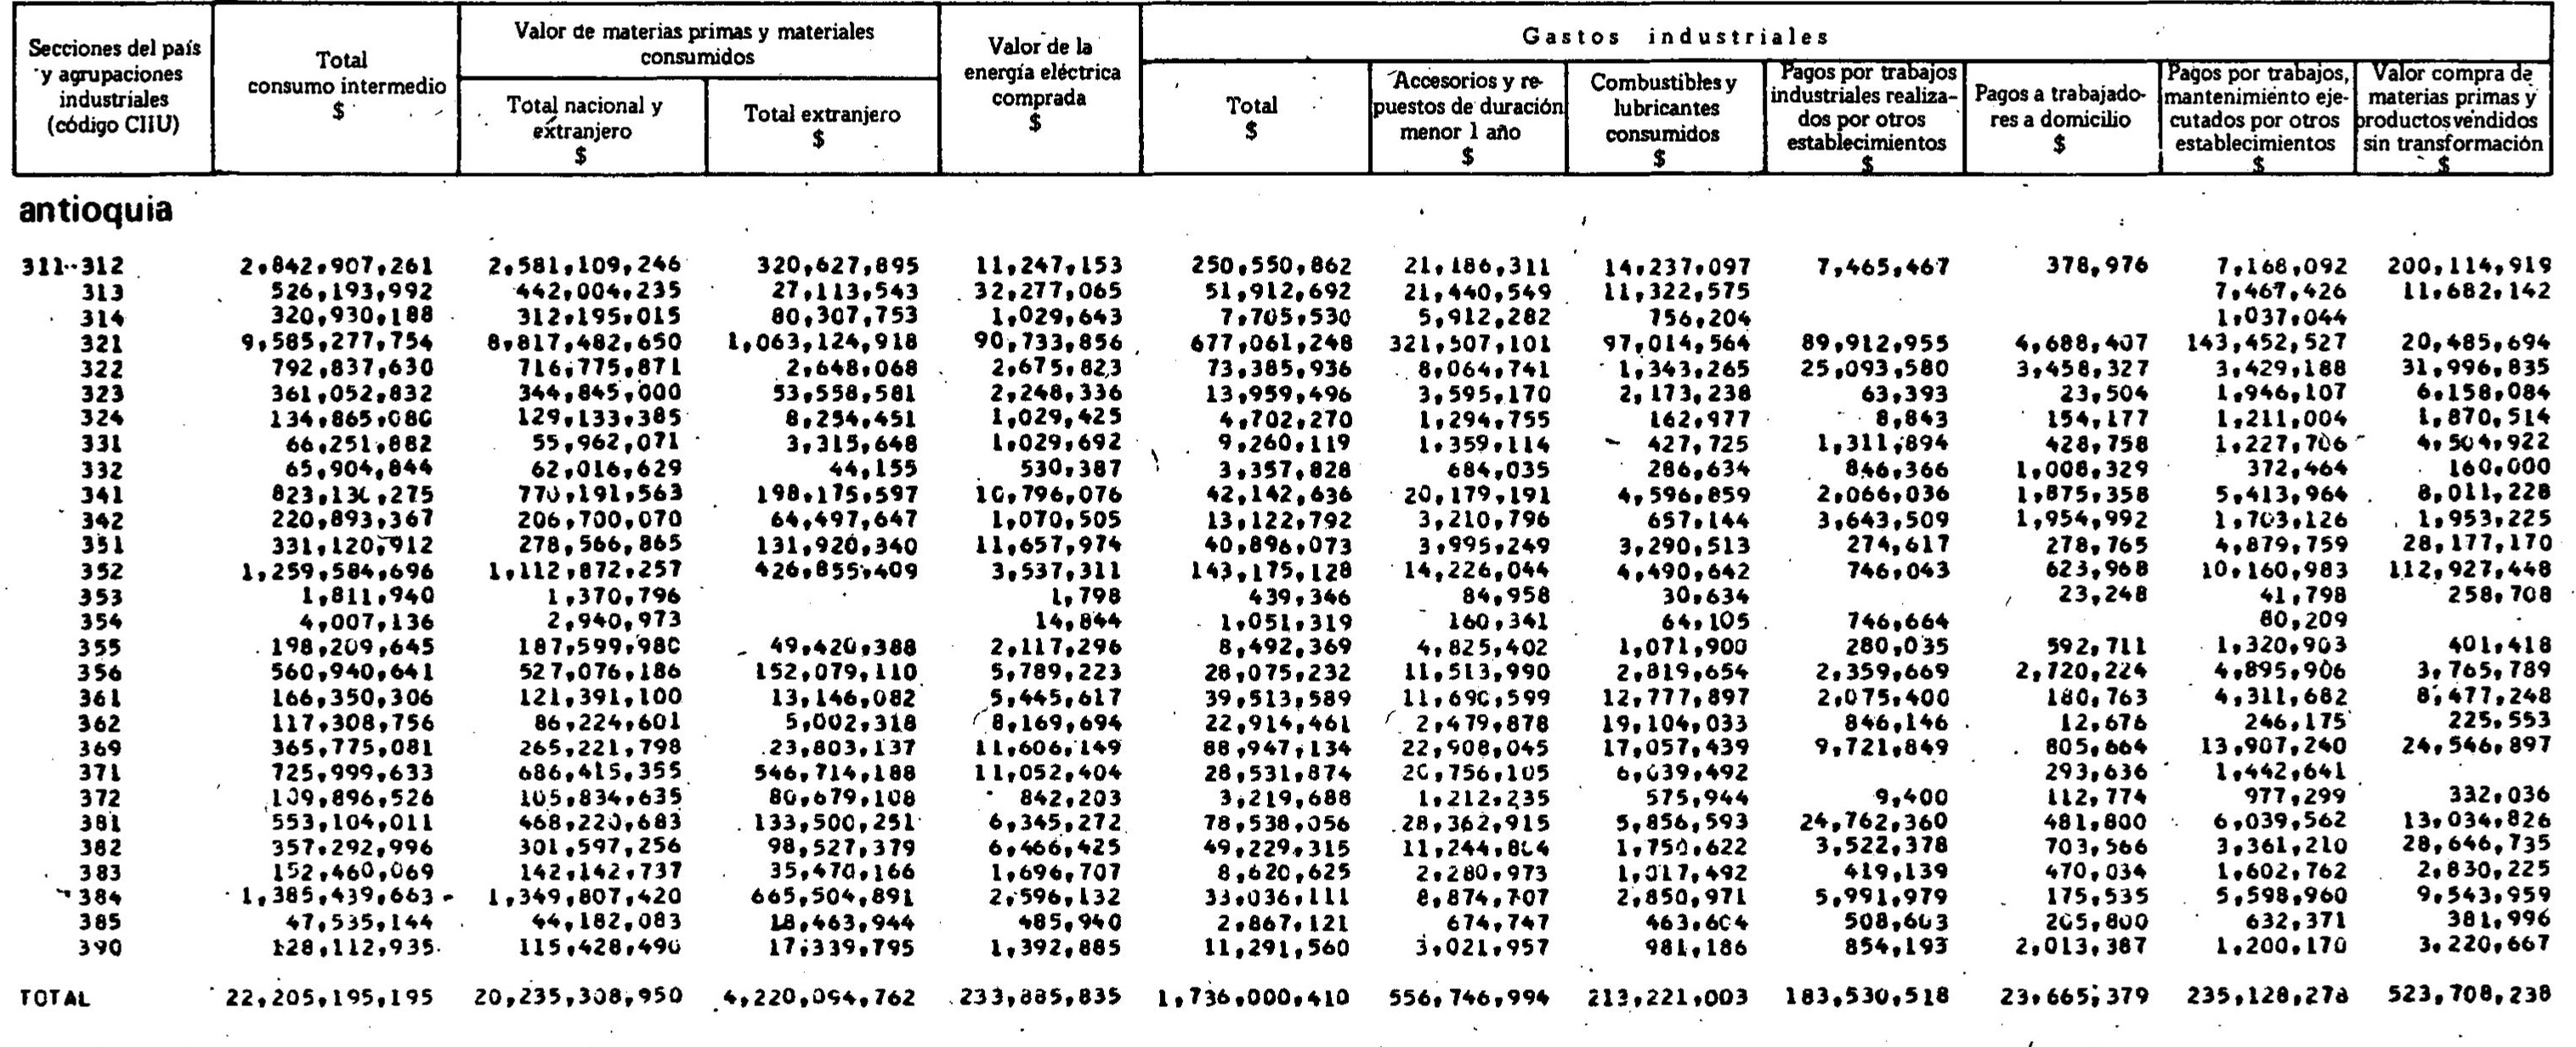 Secciones del país
y agrupaciones
industriales
(código CIIU)
Total
consumo intermedio
$
Valor de materias primas y materiales
consumidos
Total nacional y
extranjero
$
Total extranjero
$
Valor de la
energía eléctrica
comprada
$
Gastos industriales
Total
$
Accesorios y re-
puestos de duración
menor 1 año
$
Combustibles y
lubricantes
consumidos
$
Pagos por trabajos
industriales realiza-
dos por otros
establecimientos
$
Pagos a trabajado-
res a domicilio
$
Pagos por trabajos,
mantenimiento eje-
cutados por otros
establecimientos
$
Valor compra de
materias primas y
productos vendidos
sin transformación
$
antioquia
311-312 2,842,907,261 2,581,109,246 320,627,895 11,247,153 250,550,862 21,186,311 14,237,097 7,465,467 378,976 7,168,092 200,114,919
313 526,193,992 442,004,235 27,113,543 32,277,065 51,912,692 21,440,549 11,322,575 7,467,426 11,682,142
314 320,930,188 312,195,015 80,307,753 1,029,643 7,705,530 5,912,282 756,204 1,037,044
321 9,585,277,754 8,817,482,650 1,063,124,918 90,733,856 677,061,248 321,507,101 97,014,564 89,912,955 4,688,407 143,452,527 20,485,694
322 792,837,630 716,775,871 2,648,068 2,675,823 73,385,936 8,064,741 1,343,265 25,093,580 3,458,327 3,429,188 31,996,835
323 361,052,832 344,845,000 53,558,581 2,248,336 13,959,496 3,595,170 2,173,238 63,393 23,504 1,946,107 6,158,084
324 134,865,080 129,133,385 8,254,451 1,029,425 4,702,270 1,294,755 162,977 8,843 154,177 1,211,004 1,870,514
331 66,251,882 55,962,071 3,315,648 1,029,692 9,260,119 1,359,114 427,725 1,311,894 428,758 1,227,706 4,504,922
332 65,904,844 62,016,629 44,155 530,387 3,357,828 684,035 286,634 846,366 1,008,329 372,464 160,000
341 823,130,275 770,191,563 198,175,597 10,796,076 42,142,636 20,179,191 4,596,859 2,066,036 1,875,358 5,413,964 8,011,228
342 220,893,367 206,700,070 64,497,647 1,070,505 13,122,792 3,210,796 657,144 3,643,509 1,954,992 1,703,126 1,953,225
351 331,120,912 278,566,865 131,920,340 11,657,974 40,896,073 3,995,249 3,290,513 274,617 278,765 4,879,759 28,177,170
352 1,259,584,696 1,112,872,257 426,855,409 3,537,311 143,175,128 14,226,044 4,490,642 746,043 623,968 10,160,983 112,927,448
353 1,811,940 1,370,796 1,798 439,346 84,958 30,634 23,248 41,798 258,708
354 4,007,136 2,940,973 14,844 1,051,319 160,341 64,105 746,664 80,209
355 198,209,645 187,599,980 49,420,388 2,117,296 8,492,369 4,825,402 1,071,900 280,035 592,711 1,320,903 401,418
356 560,940,641 527,076,186 152,079,110 5,789,223 28,075,232 11,513,990 2,819,654 2,359,669 2,720,224 4,895,906 3,765,789
361 166,350,306 121,391,100 13,146,082 5,445,617 39,513,589 11,690,599 12,777,897 2,075,400 180,763 4,311,682 8,477,248
362 117,308,756 86,224,601 5,002,318 8,169,694 22,914,461 2,479,878 19,104,033 846,146 12,676 246,175 225,553
369 365,775,081 265,221,798 23,803,137 11,606,149 88,947,134 22,908,045 17,057,439 9,721,849 805,664 13,907,240 24,546,897
371 725,999,633 686,415,355 546,714,188 11,052,404 28,531,874 20,756,105 6,039,492 293,636 1,442,641
372 109,896,526 105,834,635 80,679,108 842,203 3,219,688 1,212,235 575,944 9,400 112,774 977,299 332,036
381 553,104,011 468,220,683 133,500,251 6,345,272 78,538,056 28,362,915 5,856,593 24,762,360 481,800 6,039,562 13,034,826
382 357,292,996 301,597,256 98,527,379 6,466,425 49,229,315 11,244,804 1,750,622 3,522,378 703,566 3,361,210 28,646,735
383 152,460,069 142,142,737 35,470,166 1,696,707 8,620,625 2,280,973 1,017,492 419,139 470,034 1,602,762 2,830,225
384 1,385,439,663 1,349,807,420 665,504,891 2,596,132 33,036,111 8,874,707 2,850,971 5,991,979 175,535 5,598,960 9,543,959
385 47,535,144 44,182,083 18,463,944 485,940 2,867,121 674,747 463,604 508,603 205,800 632,371 381,996
390 128,112,935 115,428,490 17,339,795 1,392,885 11,291,560 3,021,957 981,186 854,193 2,013,387 1,200,170 3,220,667
TOTAL 22,205,195,195 20,235,308,950 4,220,094,762 233,885,835 1,736,000,410 556,746,994 213,221,003 183,530,518 23,665,379 235,128,278 523,708,238